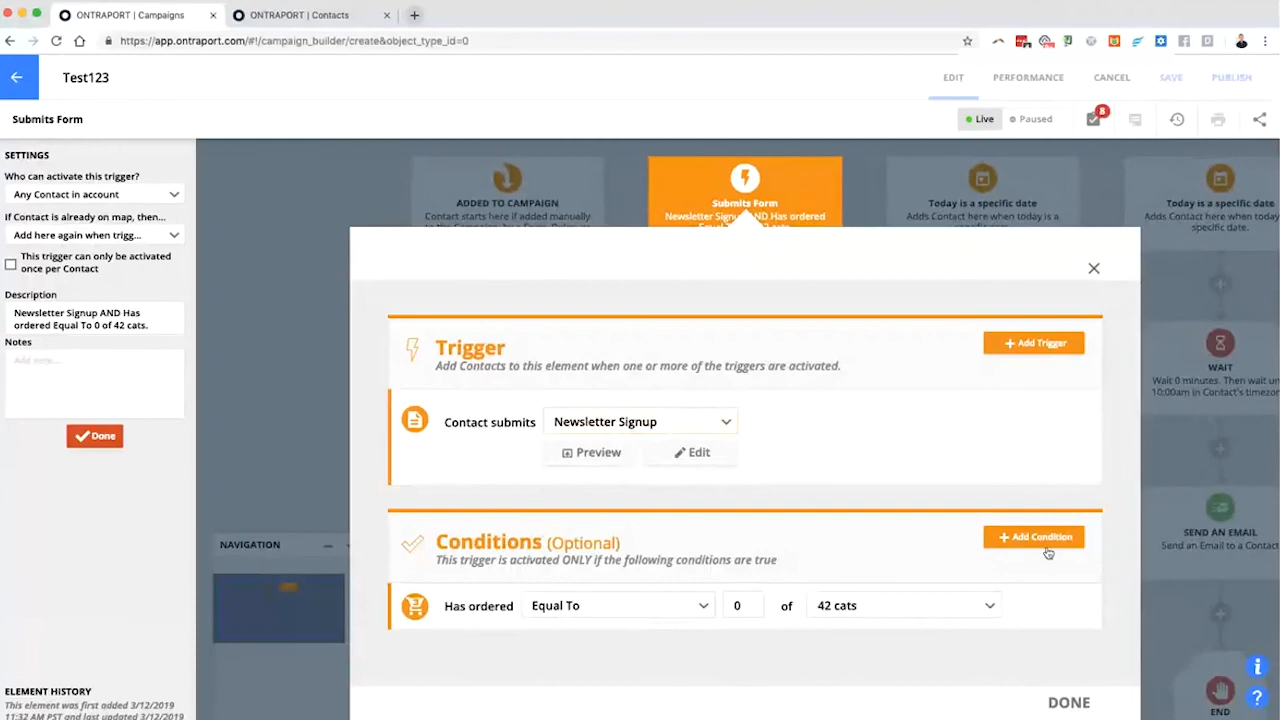 ONTRAPORT | Campaigns
ONTRAPORT | Contacts
https://app.ontraport.com/#!/campaign_builder/create&object_type_id=0
Test123
EDIT
PERFORMANCE
CANCEL
SAVE
PUBLISH
Submits Form
Live
Paused
8
SETTINGS
Who can activate this trigger?
Any Contact in account
If Contact is already on map, then...
Add here again when trigg...
This trigger can only be activated
once per Contact
Description
Newsletter Signup AND Has
ordered Equal To 0 of 42 cats.
Notes
Add note...
Done
ELEMENT HISTORY
This element was first added 3/12/2019
11:32 AM PST and last updated 3/12/2019
ADDED TO CAMPAIGN
Contact starts here if added manually
Submits Form
Newsletter Signup AND Has ordered
Today is a specific date
Adds Contact here when today is a
specific date.
Today is a specific date
Adds Contact here when today
specific date.
WAIT
Wait 0 minutes. Then wait un
10:00am in Contact's timezor
SEND AN EMAIL
Send an Email to a Contact
END
NAVIGATION
Trigger
Add Contacts to this element when one or more of the triggers are activated.
+ Add Trigger
Contact submits
Newsletter Signup
Preview
Edit
Conditions (Optional)
This trigger is activated ONLY if the following conditions are true
+ Add Condition
Has ordered
Equal To
0
of
42 cats
DONE